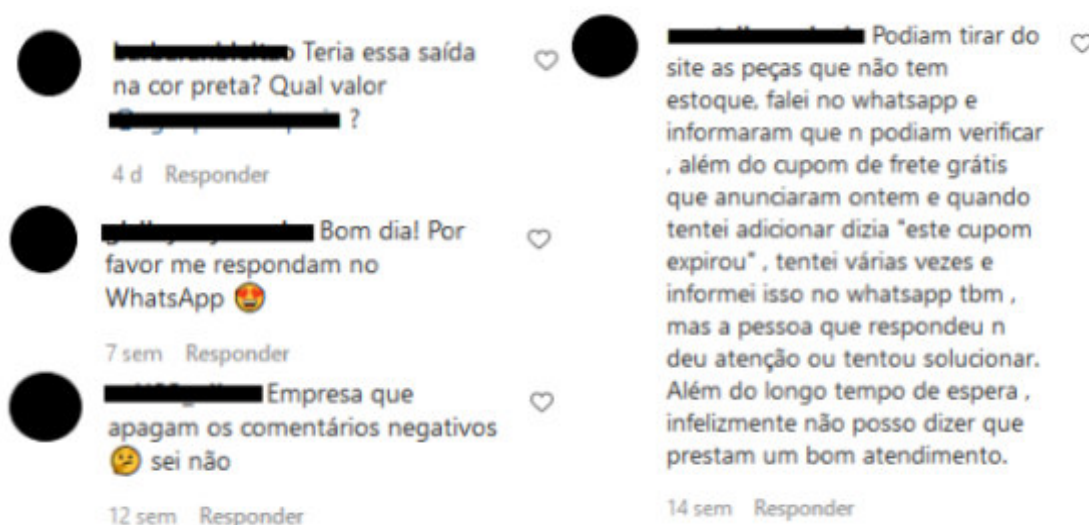 Teria essa saída
na cor preta? Qual valor
?
4 d Responder
Bom dia! Por
favor me respondam no
WhatsApp 😍
7 sem Responder
Empresa que
apagam os comentários negativos
🤔 sei não
12 sem Responder
Podiam tirar do
site as peças que não tem
estoque, falei no whatsapp e
informaram que n podiam verificar
, além do cupom de frete grátis
que anunciaram ontem e quando
tentei adicionar dizia "este cupom
expirou" , tentei várias vezes e
informei isso no whatsapp tbm ,
mas a pessoa que respondeu n
deu atenção ou tentou solucionar.
Além do longo tempo de espera ,
infelizmente não posso dizer que
prestam um bom atendimento.
14 sem Responder